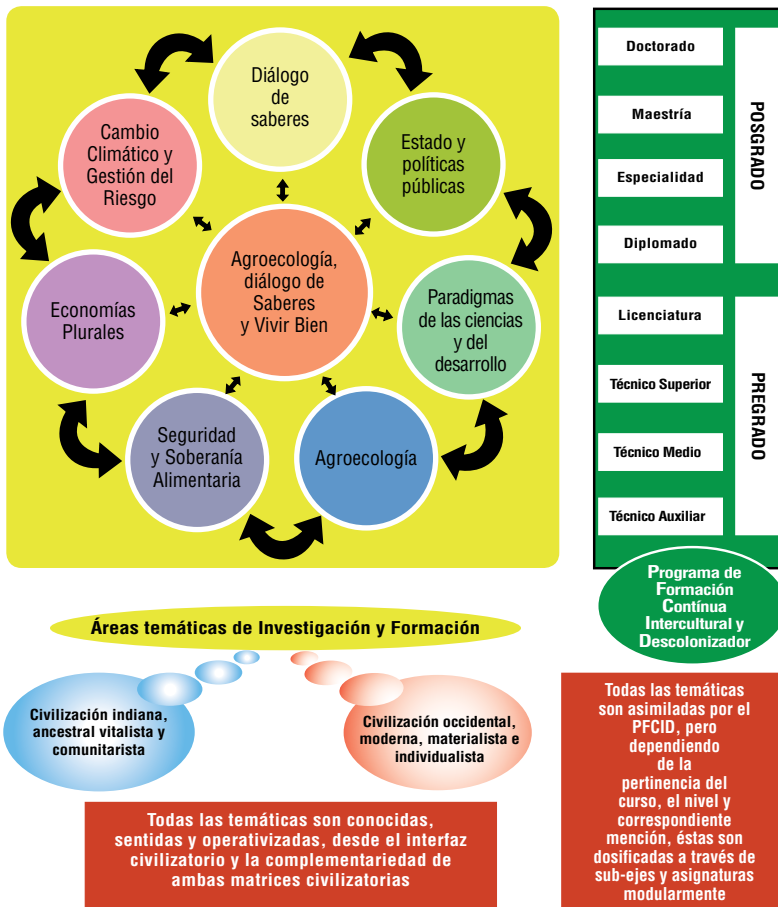 Diálogo
de
saberes
Cambio
Climático y
Gestión del
Riesgo
Estado y
políticas
públicas
Agroecología,
diálogo de
Saberes
y Vivir Bien
Economías
Plurales
Paradigmas
de las ciencias
y del
desarrollo
Seguridad
y Soberanía
Alimentaria
Agroecología
Áreas temáticas de Investigación y Formación
Civilización indiana,
ancestral vitalista y
comunitarista
Civilización occidental,
moderna, materialista e
individualista
Todas las temáticas son conocidas,
sentidas y operativizadas, desde el interfaz
civilizatorio y la complementariedad de
ambas matrices civilizatorias
Doctorado
Maestría
Especialidad
Diplomado
POSGRADO
Licenciatura
Técnico Superior
Técnico Medio
Técnico Auxiliar
PREGRADO
Programa de
Formación
Contínua
Intercultural y
Descolonizador
Todas las temáticas
son asimiladas por el
PFCID, pero
dependiendo
de la
pertinencia del
curso, el nivel y
correspondiente
mención, éstas son
dosificadas a través de
sub-ejes y asignaturas
modularmente